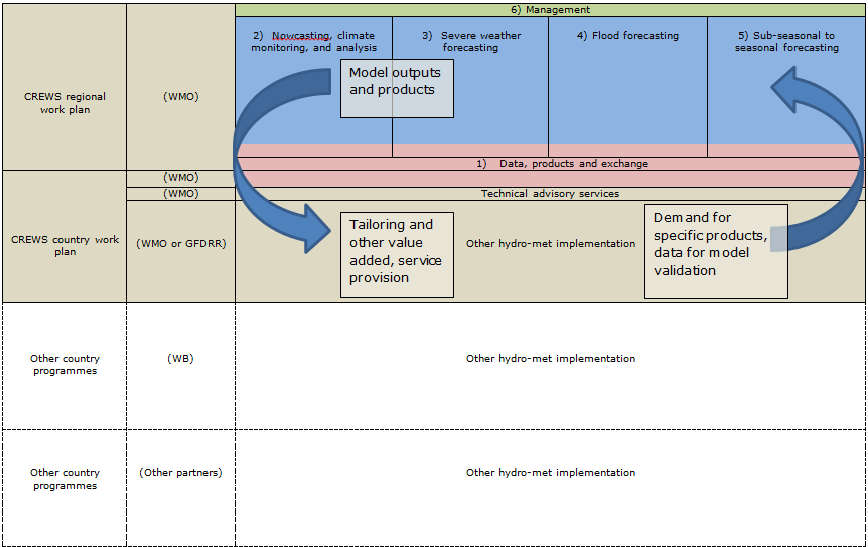 6) Management
2) Nowcasting, climate
monitoring, and analysis
3) Severe weather
forecasting
4) Flood forecasting
5) Sub-seasonal to
seasonal forecasting
CREWS regional
work plan
(WMO)
Model outputs
and products
1) Data, products and exchange
(WMO)
(WMO)
Technical advisory services
CREWS country work
plan
(WMO or GFDRR)
Tailoring and
other value
added, service
provision
Other hydro-met implementation
Demand for
specific products,
data for model
validation
Other country
programmes
(WB)
Other hydro-met implementation
Other country
programmes
(Other partners)
Other hydro-met implementation